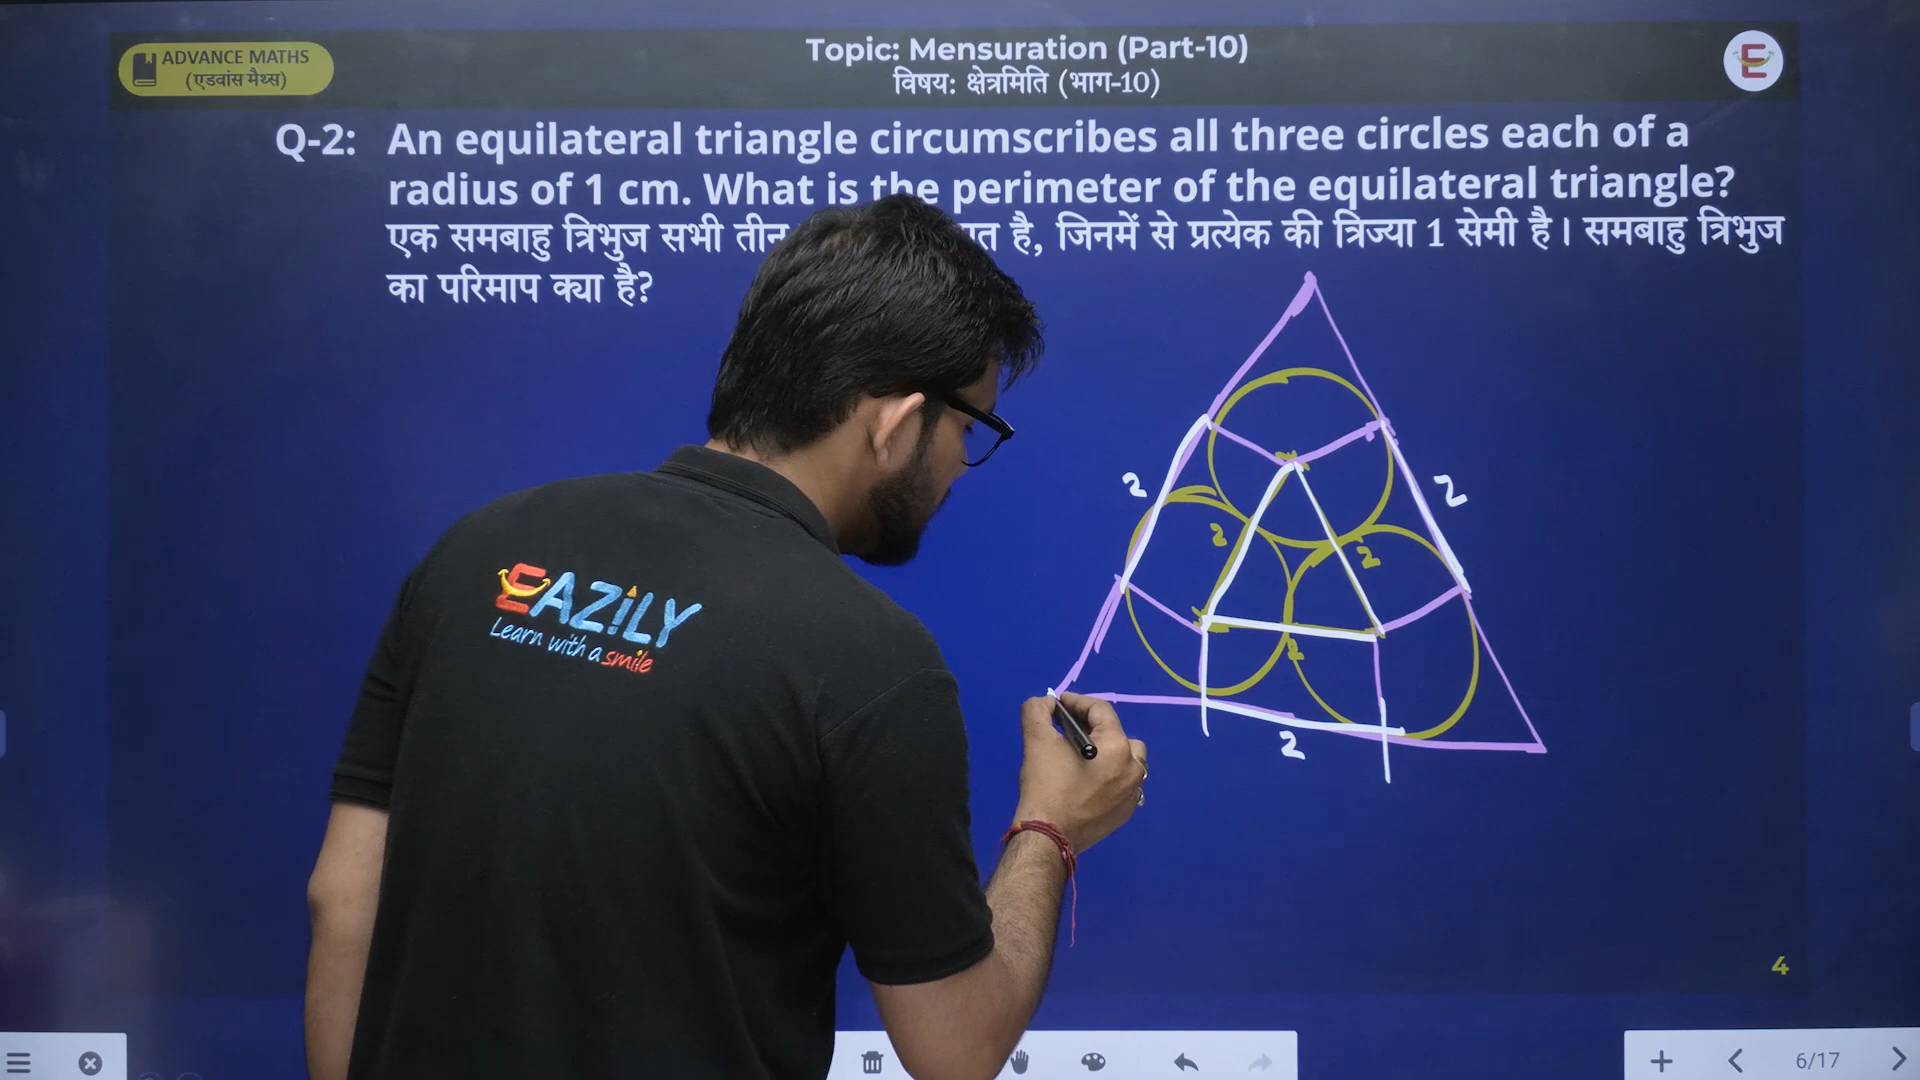 ADVANCE MATHS
(एडवांस मैथ्स)
Topic: Mensuration (Part-10)
विषय: क्षेत्रमिति (भाग-10)
E
Q-2: An equilateral triangle circumscribes all three circles each of a
radius of 1 cm. What is the perimeter of the equilateral triangle?
एक समबाहु त्रिभुज सभी तीन है, जिनमें से प्रत्येक की त्रिज्या 1 सेमी है। समबाहु त्रिभुज
का परिमाप क्या है?
2
2
2
2
2
2
EAZILY
Learn with a smile
4
6/17